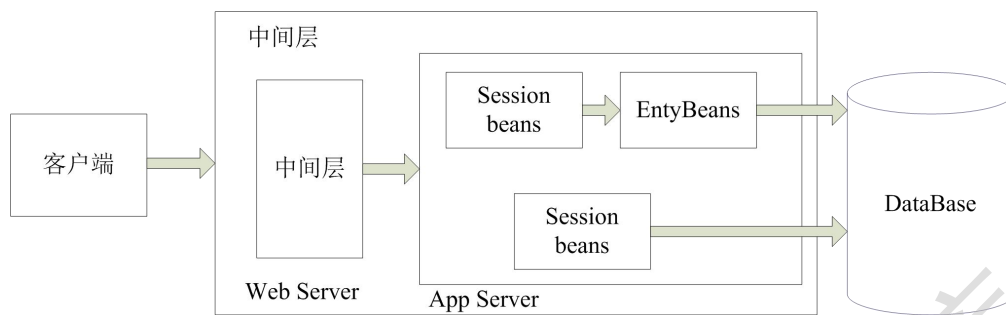 中间层
客户端
中间层
Web Server
Session
beans
EntyBeans
Session
beans
App Server
DataBase